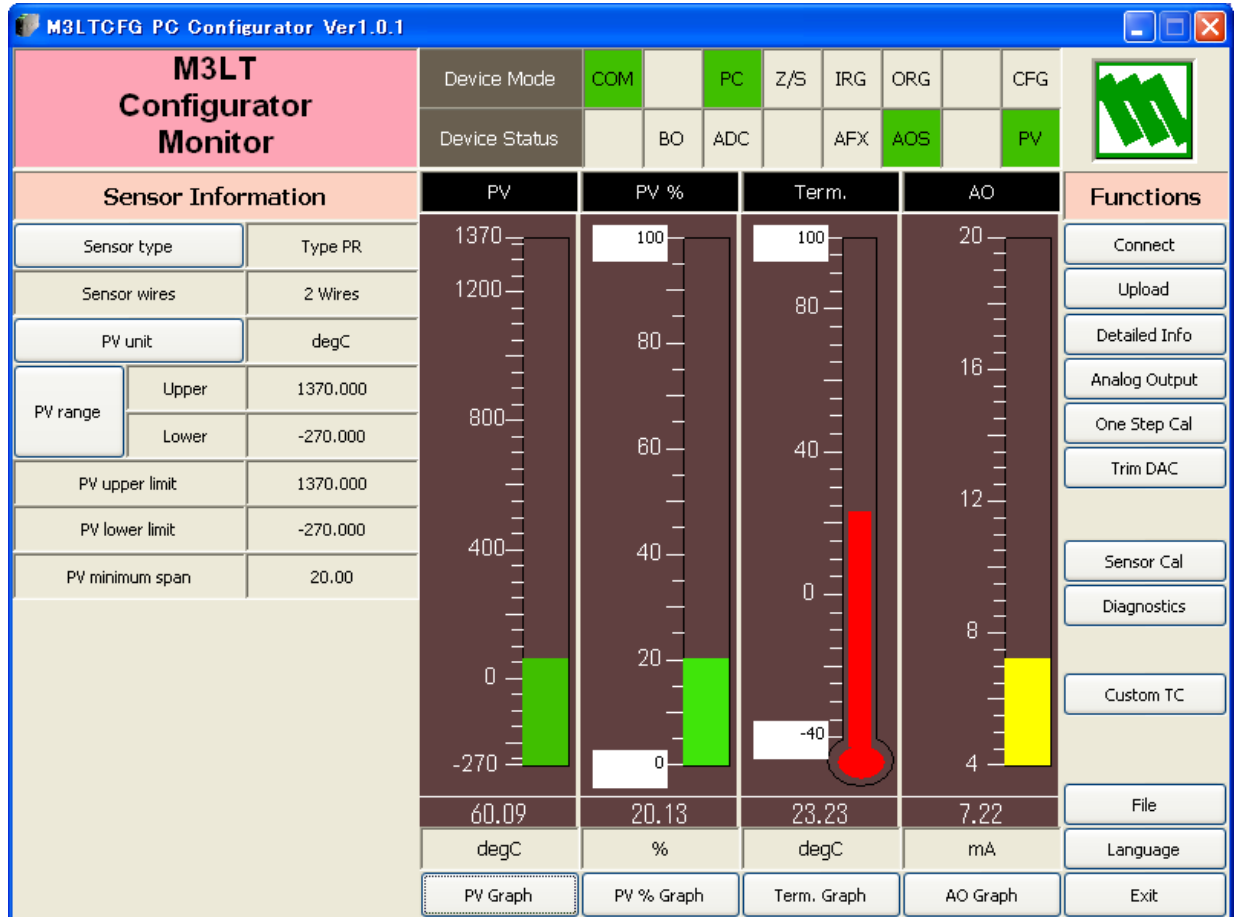 M3LTCFG PC Configurator Ver1.0.1
M3LT
Configurator
Monitor
Device Mode COM PC Z/S IRG ORG CFG
Device Status BO ADC AFX AOS PV
Sensor Information
Sensor type Type PR
Sensor wires 2 Wires
PV unit degC
PV range Upper 1370.000
Lower -270.000
PV upper limit 1370.000
PV lower limit -270.000
PV minimum span 20.00
PV PV % Term. AO
1370 100 100 20
1200 80
80
16
800
60 40
12
400 40
0
8
20
0
-40
-270 0 4
60.09 20.13 23.23 7.22
degC % degC mA
PV Graph PV % Graph Term. Graph AO Graph
Functions
Connect
Upload
Detailed Info
Analog Output
One Step Cal
Trim DAC
Sensor Cal
Diagnostics
Custom TC
File
Language
Exit